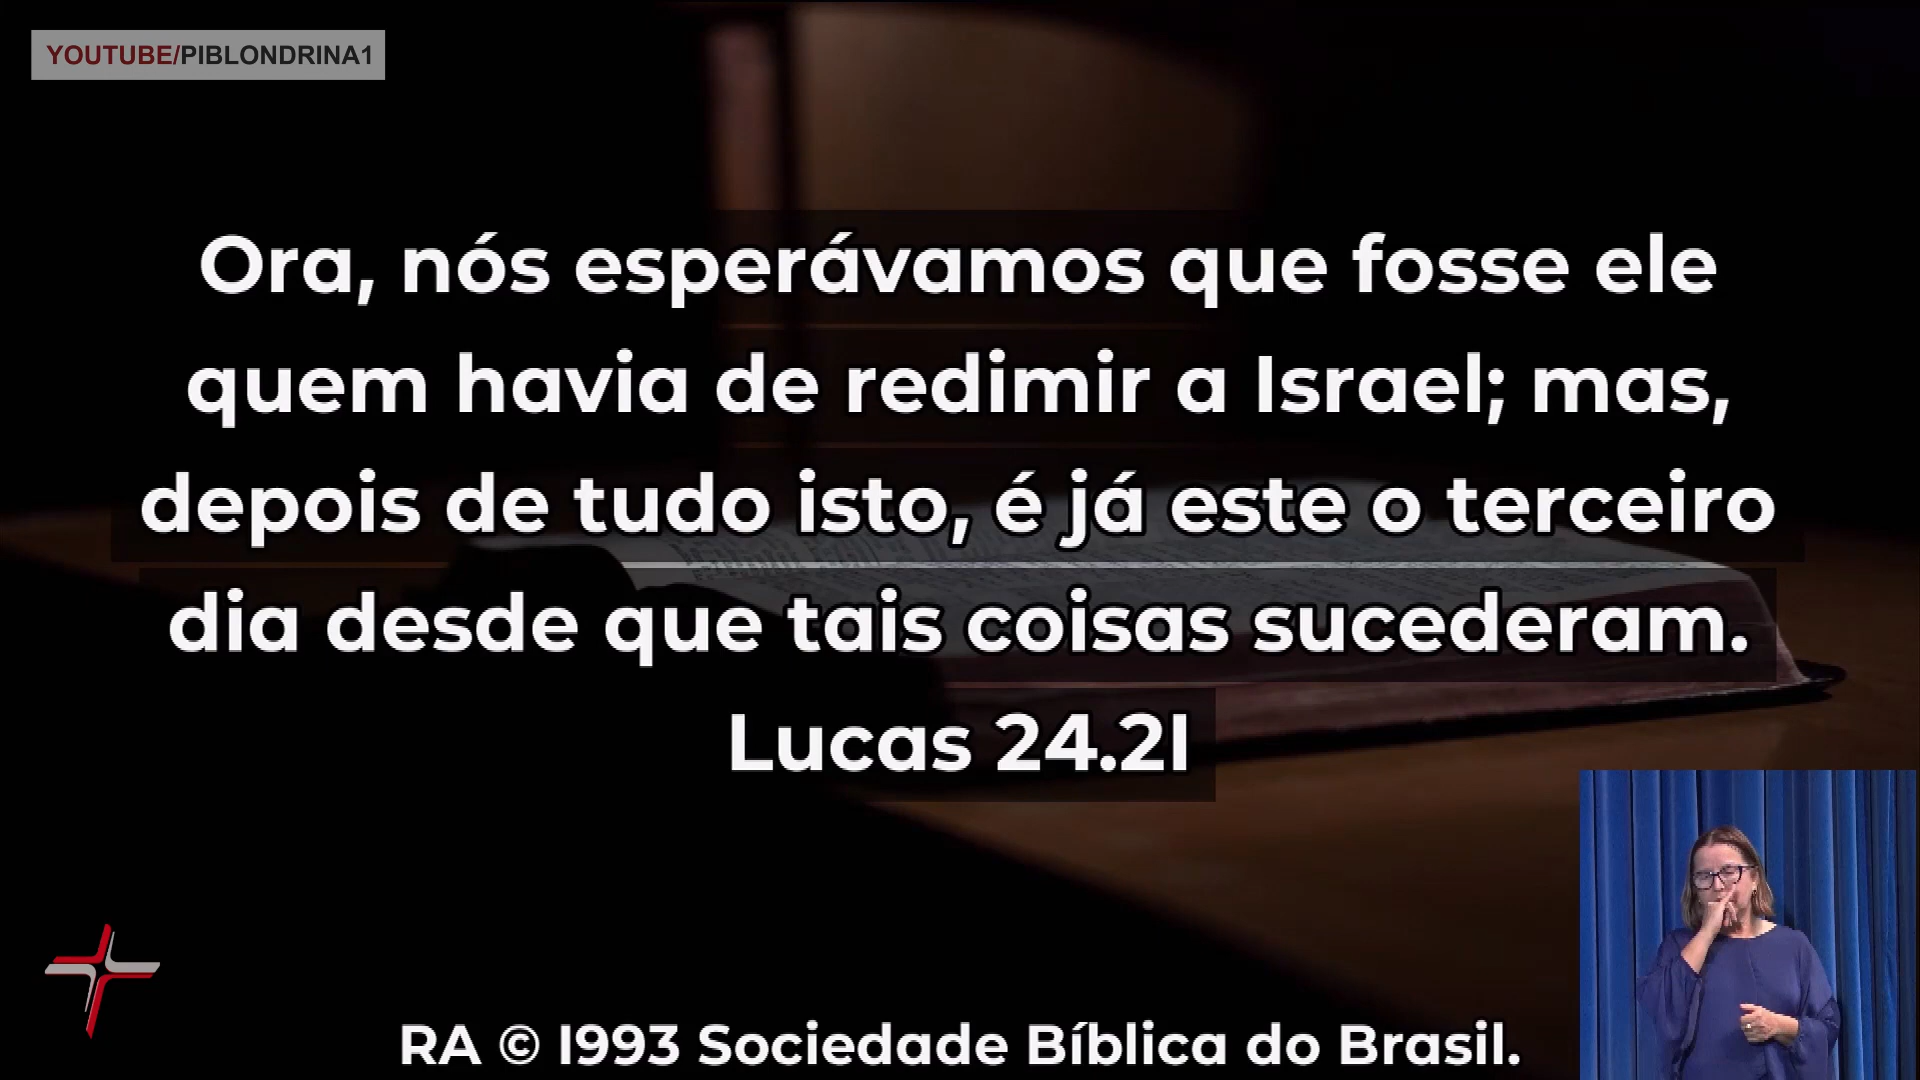 YOUTUBE/PIBLONDRINA1
Ora, nós esperávamos que fosse ele
quem havia de redimir a Israel; mas,
depois de tudo isto, é já este o terceiro
dia desde que tais coisas sucederam.
Lucas 24.21
RA © 1993 Sociedade Bíblica do Brasil.